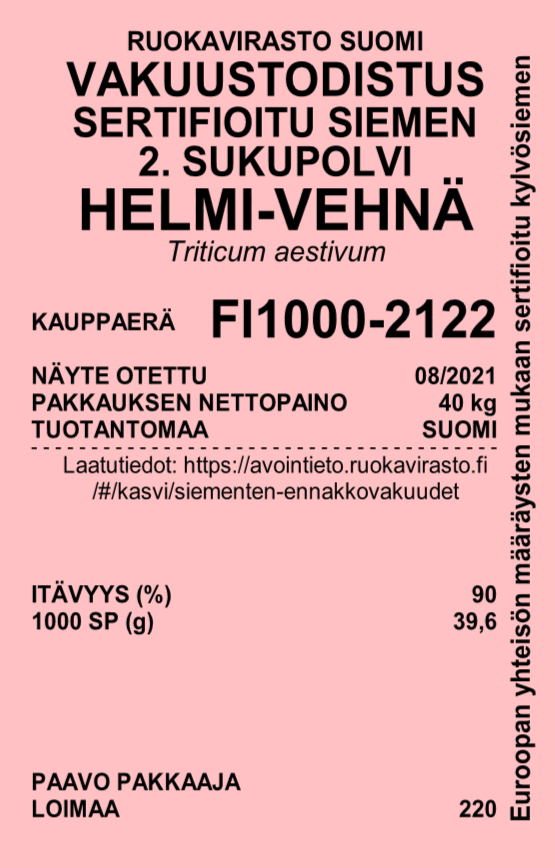 RUOKAVIRASTO SUOMI
VAKUUSTODISTUS
SERTIFIOITU SIEMEN
2. SUKUPOLVI
HELMI-VEHNÄ
Triticum aestivum
KAUPPAERÄ FI1000-2122
NÄYTE OTETTU 08/2021
PAKKAUKSEN NETTOPAINO 40 kg
TUOTANTOMAA SUOMI
Laatutiedot: https://avointieto.ruokavirasto.fi
/#/kasvi/siementen-ennakkovakuudet
ITÄVYYS (%) 90
1000 SP (g) 39,6
PAAVO PAKKAAJA
LOIMAA 220
Euroopan yhteisön määräysten mukaan sertifioitu kylvösiemen